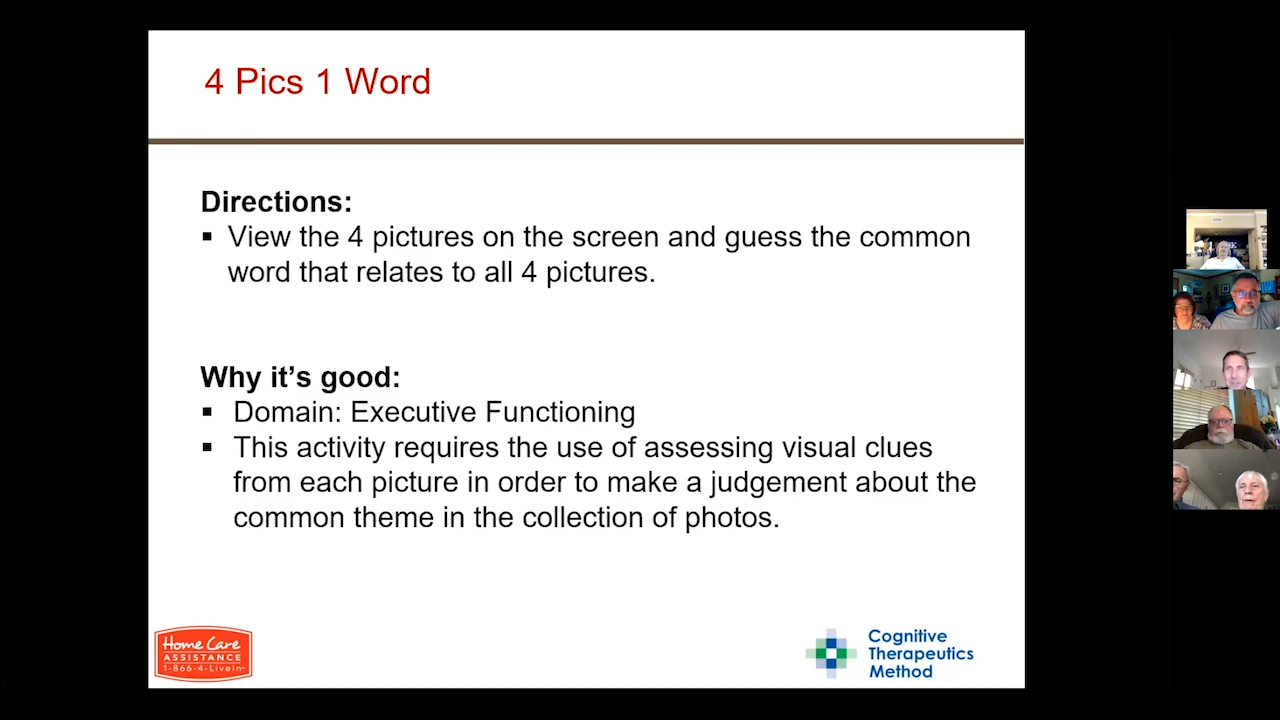 4 Pics 1 Word
Directions:
▪ View the 4 pictures on the screen and guess the common
word that relates to all 4 pictures.
Why it’s good:
▪ Domain: Executive Functioning
▪ This activity requires the use of assessing visual clues
from each picture in order to make a judgement about the
common theme in the collection of photos.
Home Care
ASSISTANCE
1-866-4-LiveIn
Cognitive
Therapeutics
Method